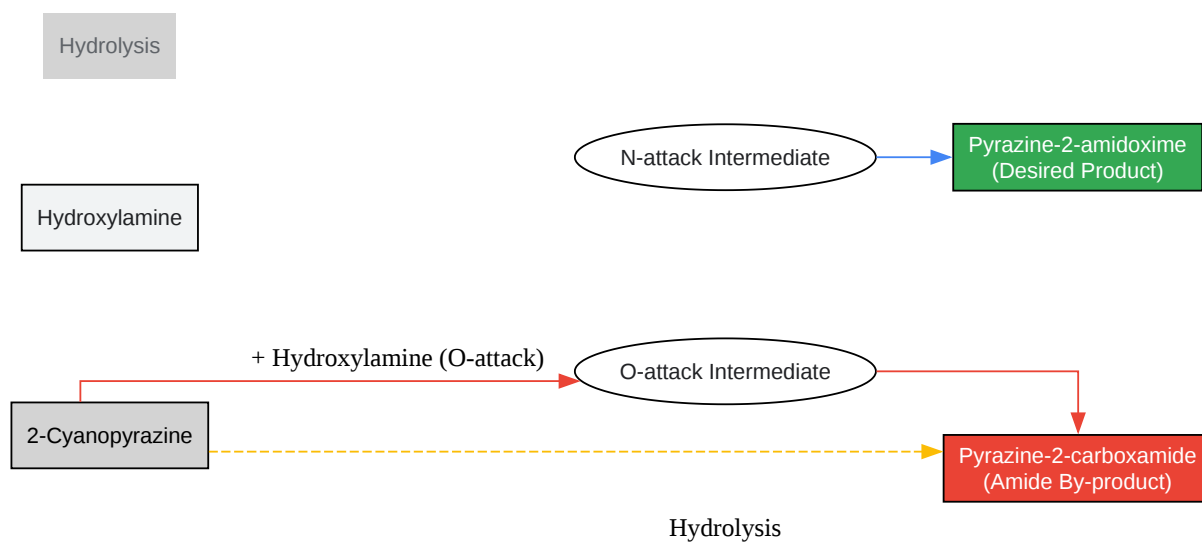 Hydrolysis
N-attack Intermediate
Pyrazine-2-amidoxime
(Desired Product)
Hydroxylamine
+ Hydroxylamine (O-attack)
O-attack Intermediate
2-Cyanopyrazine
Pyrazine-2-carboxamide
(Amide By-product)
Hydrolysis